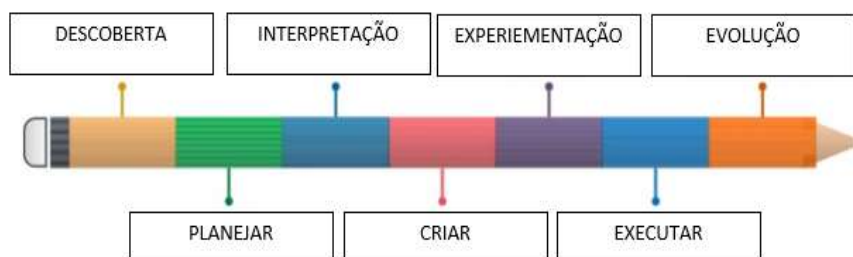 DESCOBERTA
INTERPRETAÇÃO
EXPERIEMENTAÇÃO
EVOLUÇÃO
PLANEJAR
CRIAR
EXECUTAR